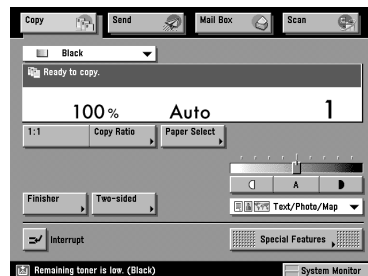 Copy Send Mail Box Scan
Black
Ready to copy.
100 % Auto 1
1:1 Copy Ratio Paper Select
A
Finisher Two-sided
Text/Photo/Map
Interrupt Special Features
Remaining toner is low. (Black) System Monitor